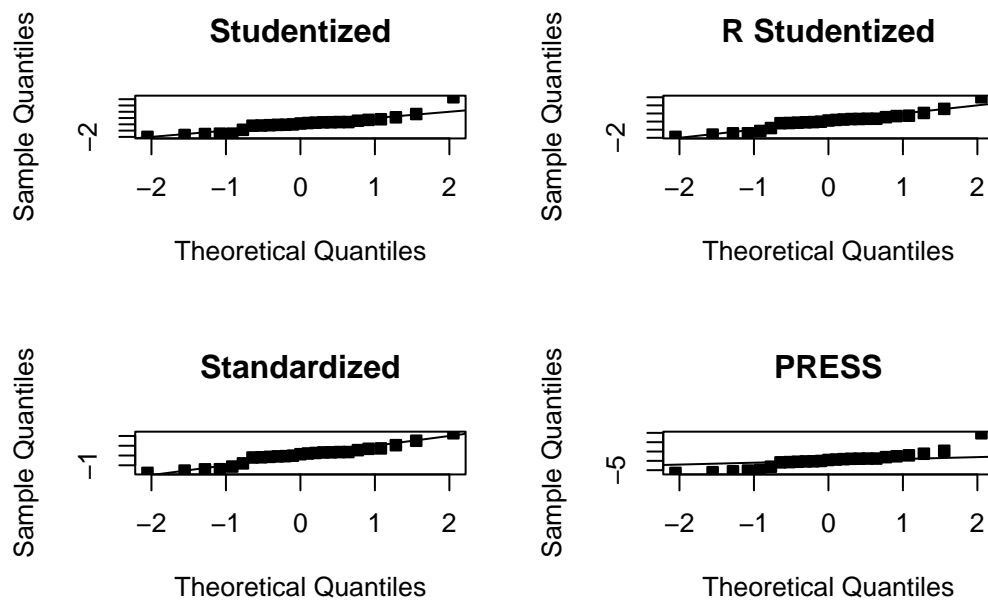 Studentized
Sample Quantiles
−2
−2 −1 0 1 2
Theoretical Quantiles
R Studentized
Sample Quantiles
−2
−2 −1 0 1 2
Theoretical Quantiles
Standardized
Sample Quantiles
−1
−2 −1 0 1 2
Theoretical Quantiles
PRESS
Sample Quantiles
−5
−2 −1 0 1 2
Theoretical Quantiles